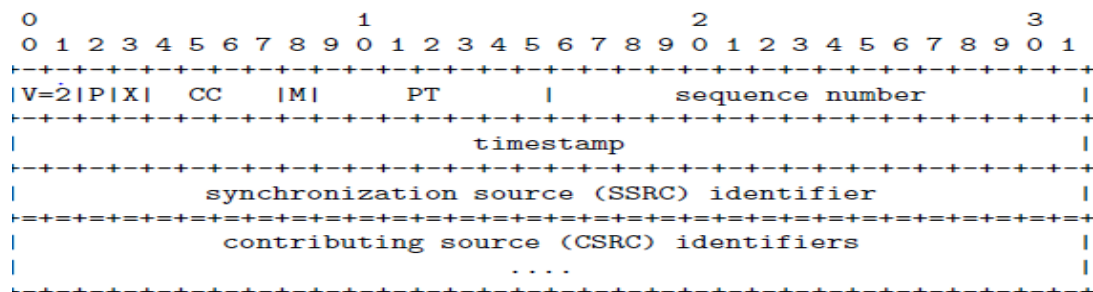 0                   1                   2                   3
0 1 2 3 4 5 6 7 8 9 0 1 2 3 4 5 6 7 8 9 0 1 2 3 4 5 6 7 8 9 0 1
+-+-+-+-+-+-+-+-+-+-+-+-+-+-+-+-+-+-+-+-+-+-+-+-+-+-+-+-+-+-+-+-+
|V=2|P|X|  CC   |M|     PT      |       sequence number         |
+-+-+-+-+-+-+-+-+-+-+-+-+-+-+-+-+-+-+-+-+-+-+-+-+-+-+-+-+-+-+-+-+
|                           timestamp                           |
+-+-+-+-+-+-+-+-+-+-+-+-+-+-+-+-+-+-+-+-+-+-+-+-+-+-+-+-+-+-+-+-+
|           synchronization source (SSRC) identifier            |
+=+=+=+=+=+=+=+=+=+=+=+=+=+=+=+=+=+=+=+=+=+=+=+=+=+=+=+=+=+=+=+=+
|            contributing source (CSRC) identifiers             |
|                             ....                              |
+-+-+-+-+-+-+-+-+-+-+-+-+-+-+-+-+-+-+-+-+-+-+-+-+-+-+-+-+-+-+-+-+